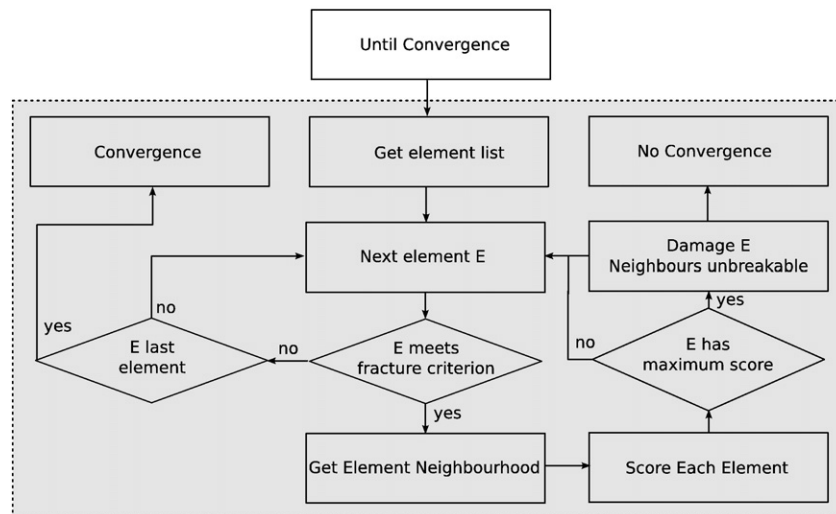 Until Convergence
Convergence
Get element list
No Convergence
Next element E
Damage E
Neighbours unbreakable
no
yes
yes
E last
element
no
E meets
fracture criterion
no
E has
maximum score
yes
Get Element Neighbourhood
Score Each Element